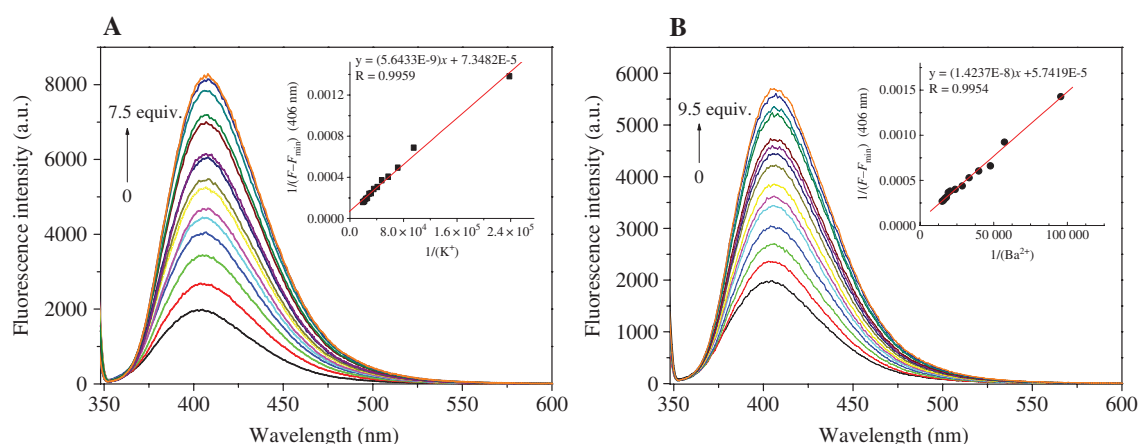 A
y = (5.6433E-9)x + 7.3482E-5
R = 0.9959
7.5 equiv.
0
Fluorescence intensity (a.u.)
8000
6000
4000
2000
0
1/(F–Fmin) (406 nm)
0.0012
0.0008
0.0004
0.0000
0.0 8.0 x 10⁴ 1.6 x 10⁵ 2.4 x 10⁵
1/(K⁺)
350 400 450 500 550 600
Wavelength (nm)
B
y = (1.4237E-8)x +5.7419E-5
R = 0.9954
9.5 equiv.
0
Fluorescence intensity (a.u.)
6000
5000
4000
3000
2000
1000
0
1/(F–Fmin) (406 nm)
0.0015
0.0010
0.0005
0.0000
0 50 000 100 000
1/(Ba²⁺)
350 400 450 500 550 600
Wavelength (nm)